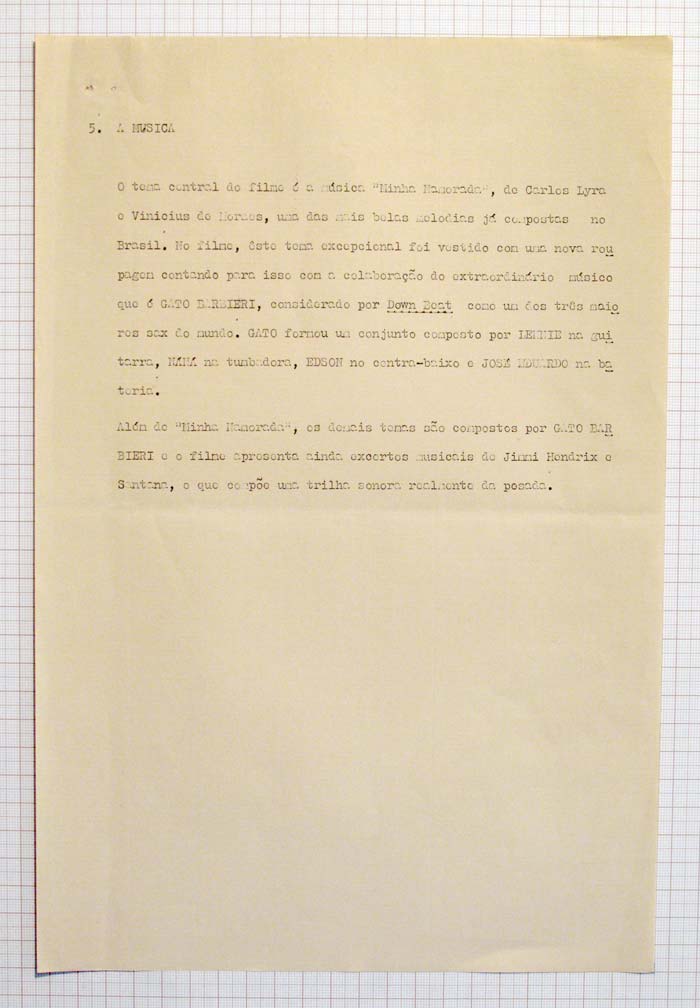 5. A MUSICA
O tema central do filme é a música "Minha Namorada", de Carlos Lyra
e Vinicius de Moraes, uma das mais belas melodias já compostas no
Brasil. No filme, êste tema excepcional foi vestido com uma nova rou
pagem contando para isso com a colaboração do extraordinário músico
que é GATO BARBIERI, considerado por Down Beat como um dos três maio
res sax do mundo. GATO formou um conjunto composto por LENNIE na gui
tarra, NANÁ na tumbadora, EDSON no contra-baixo e JOSÉ EDUARDO na ba
teria.
Além de "Minha Namorada", os demais temas são compostos por GATO BAR
BIERI e o filme apresenta ainda excertos musicais de Jimmi Hendrix e
Santana, o que compõe uma trilha sonora realmente da pesada.